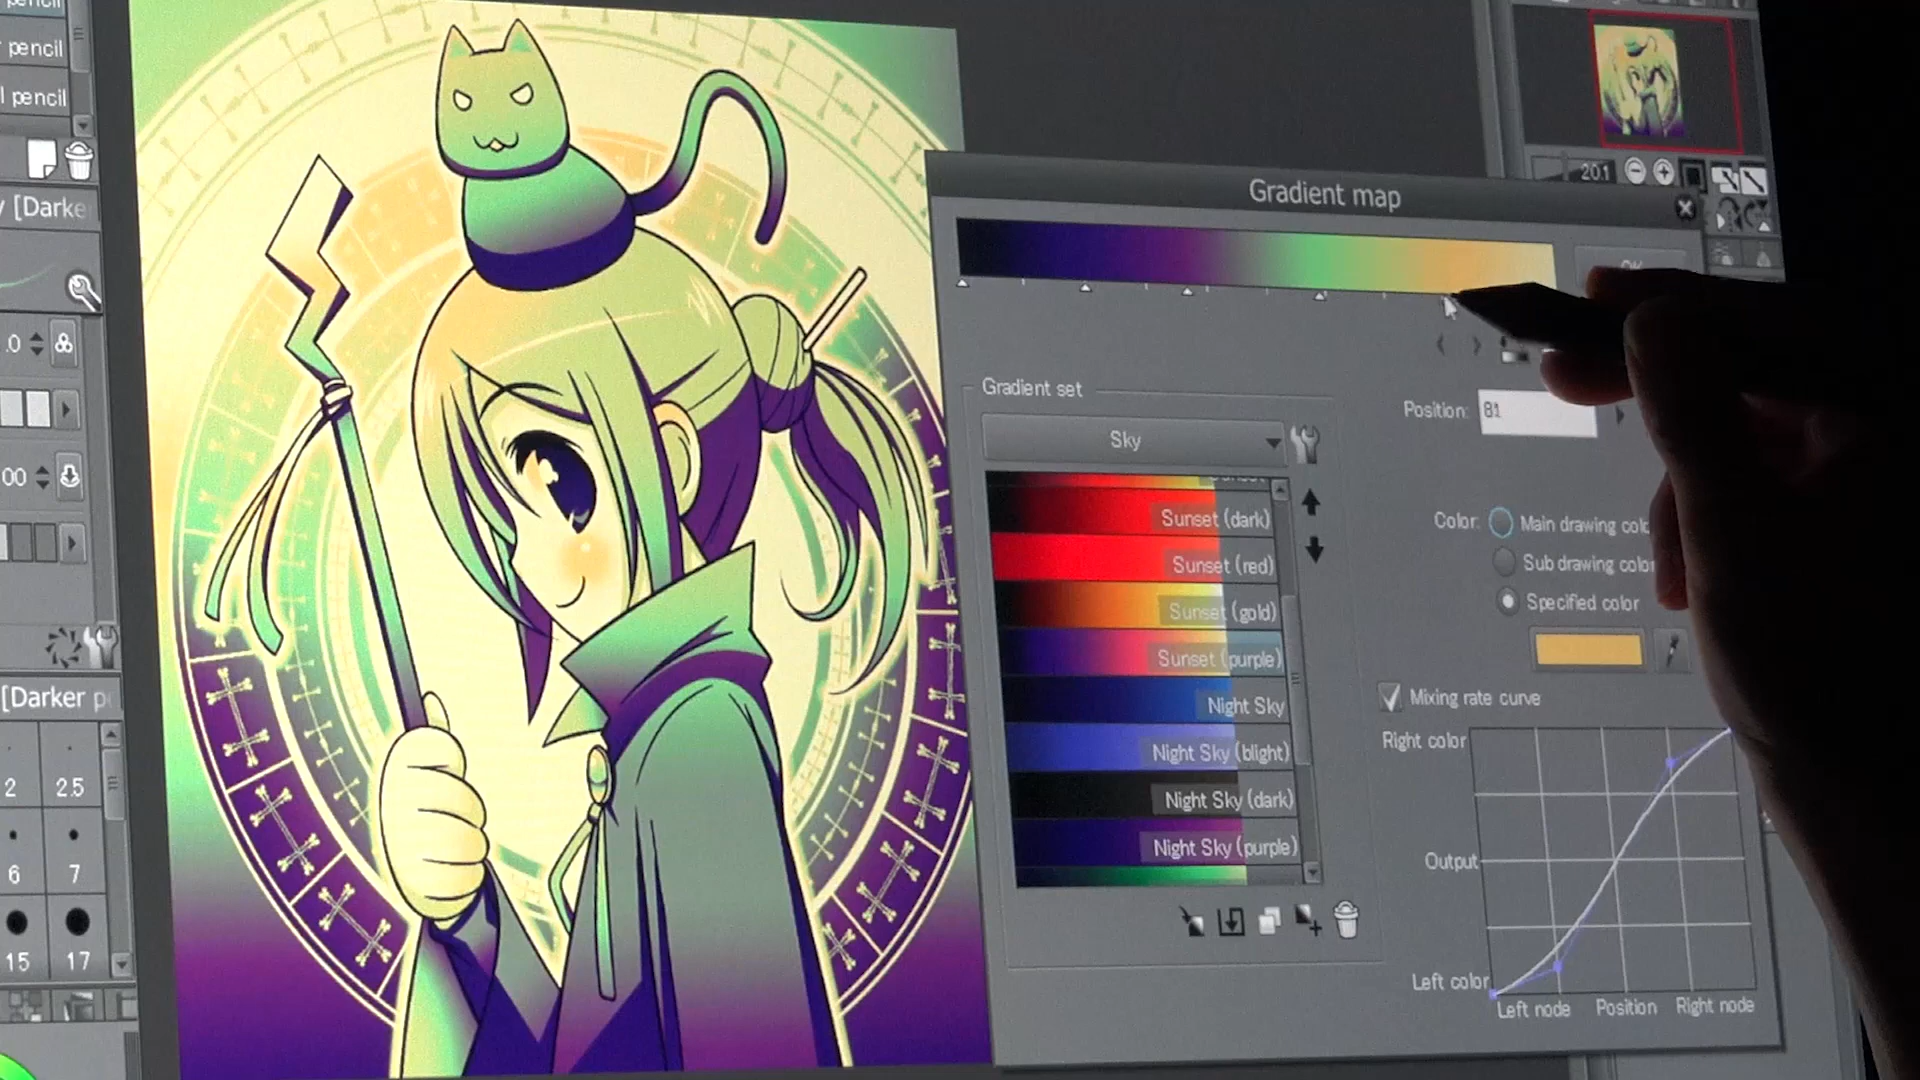 pencil
pencil
l pencil
y [Darke
.0
00
[Darker p
2
2.5
6
7
15
17
20.1
Gradient map
OK
Gradient set
Sky
Position:
81
Sunset
Sunset (dark)
Sunset (red)
Sunset (gold)
Sunset (purple)
Night Sky
Night Sky (blight)
Night Sky (dark)
Night Sky (purple)
Color:
Main drawing colo
Sub drawing color
Specified color
Mixing rate curve
Right color
Output
Left color
Left node
Position
Right node